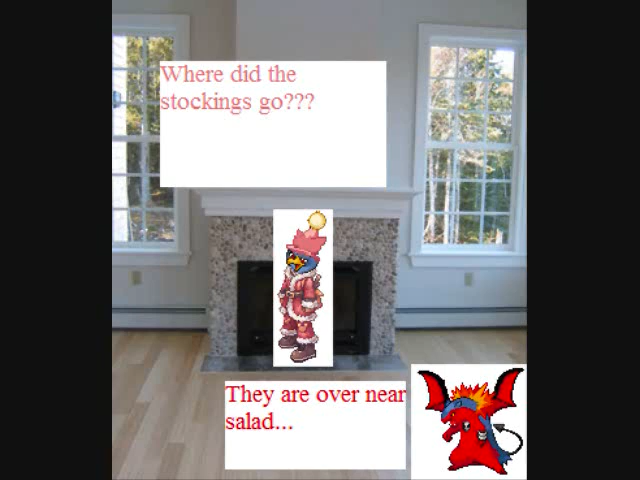 Where did the
stockings go???
They are over near
salad...